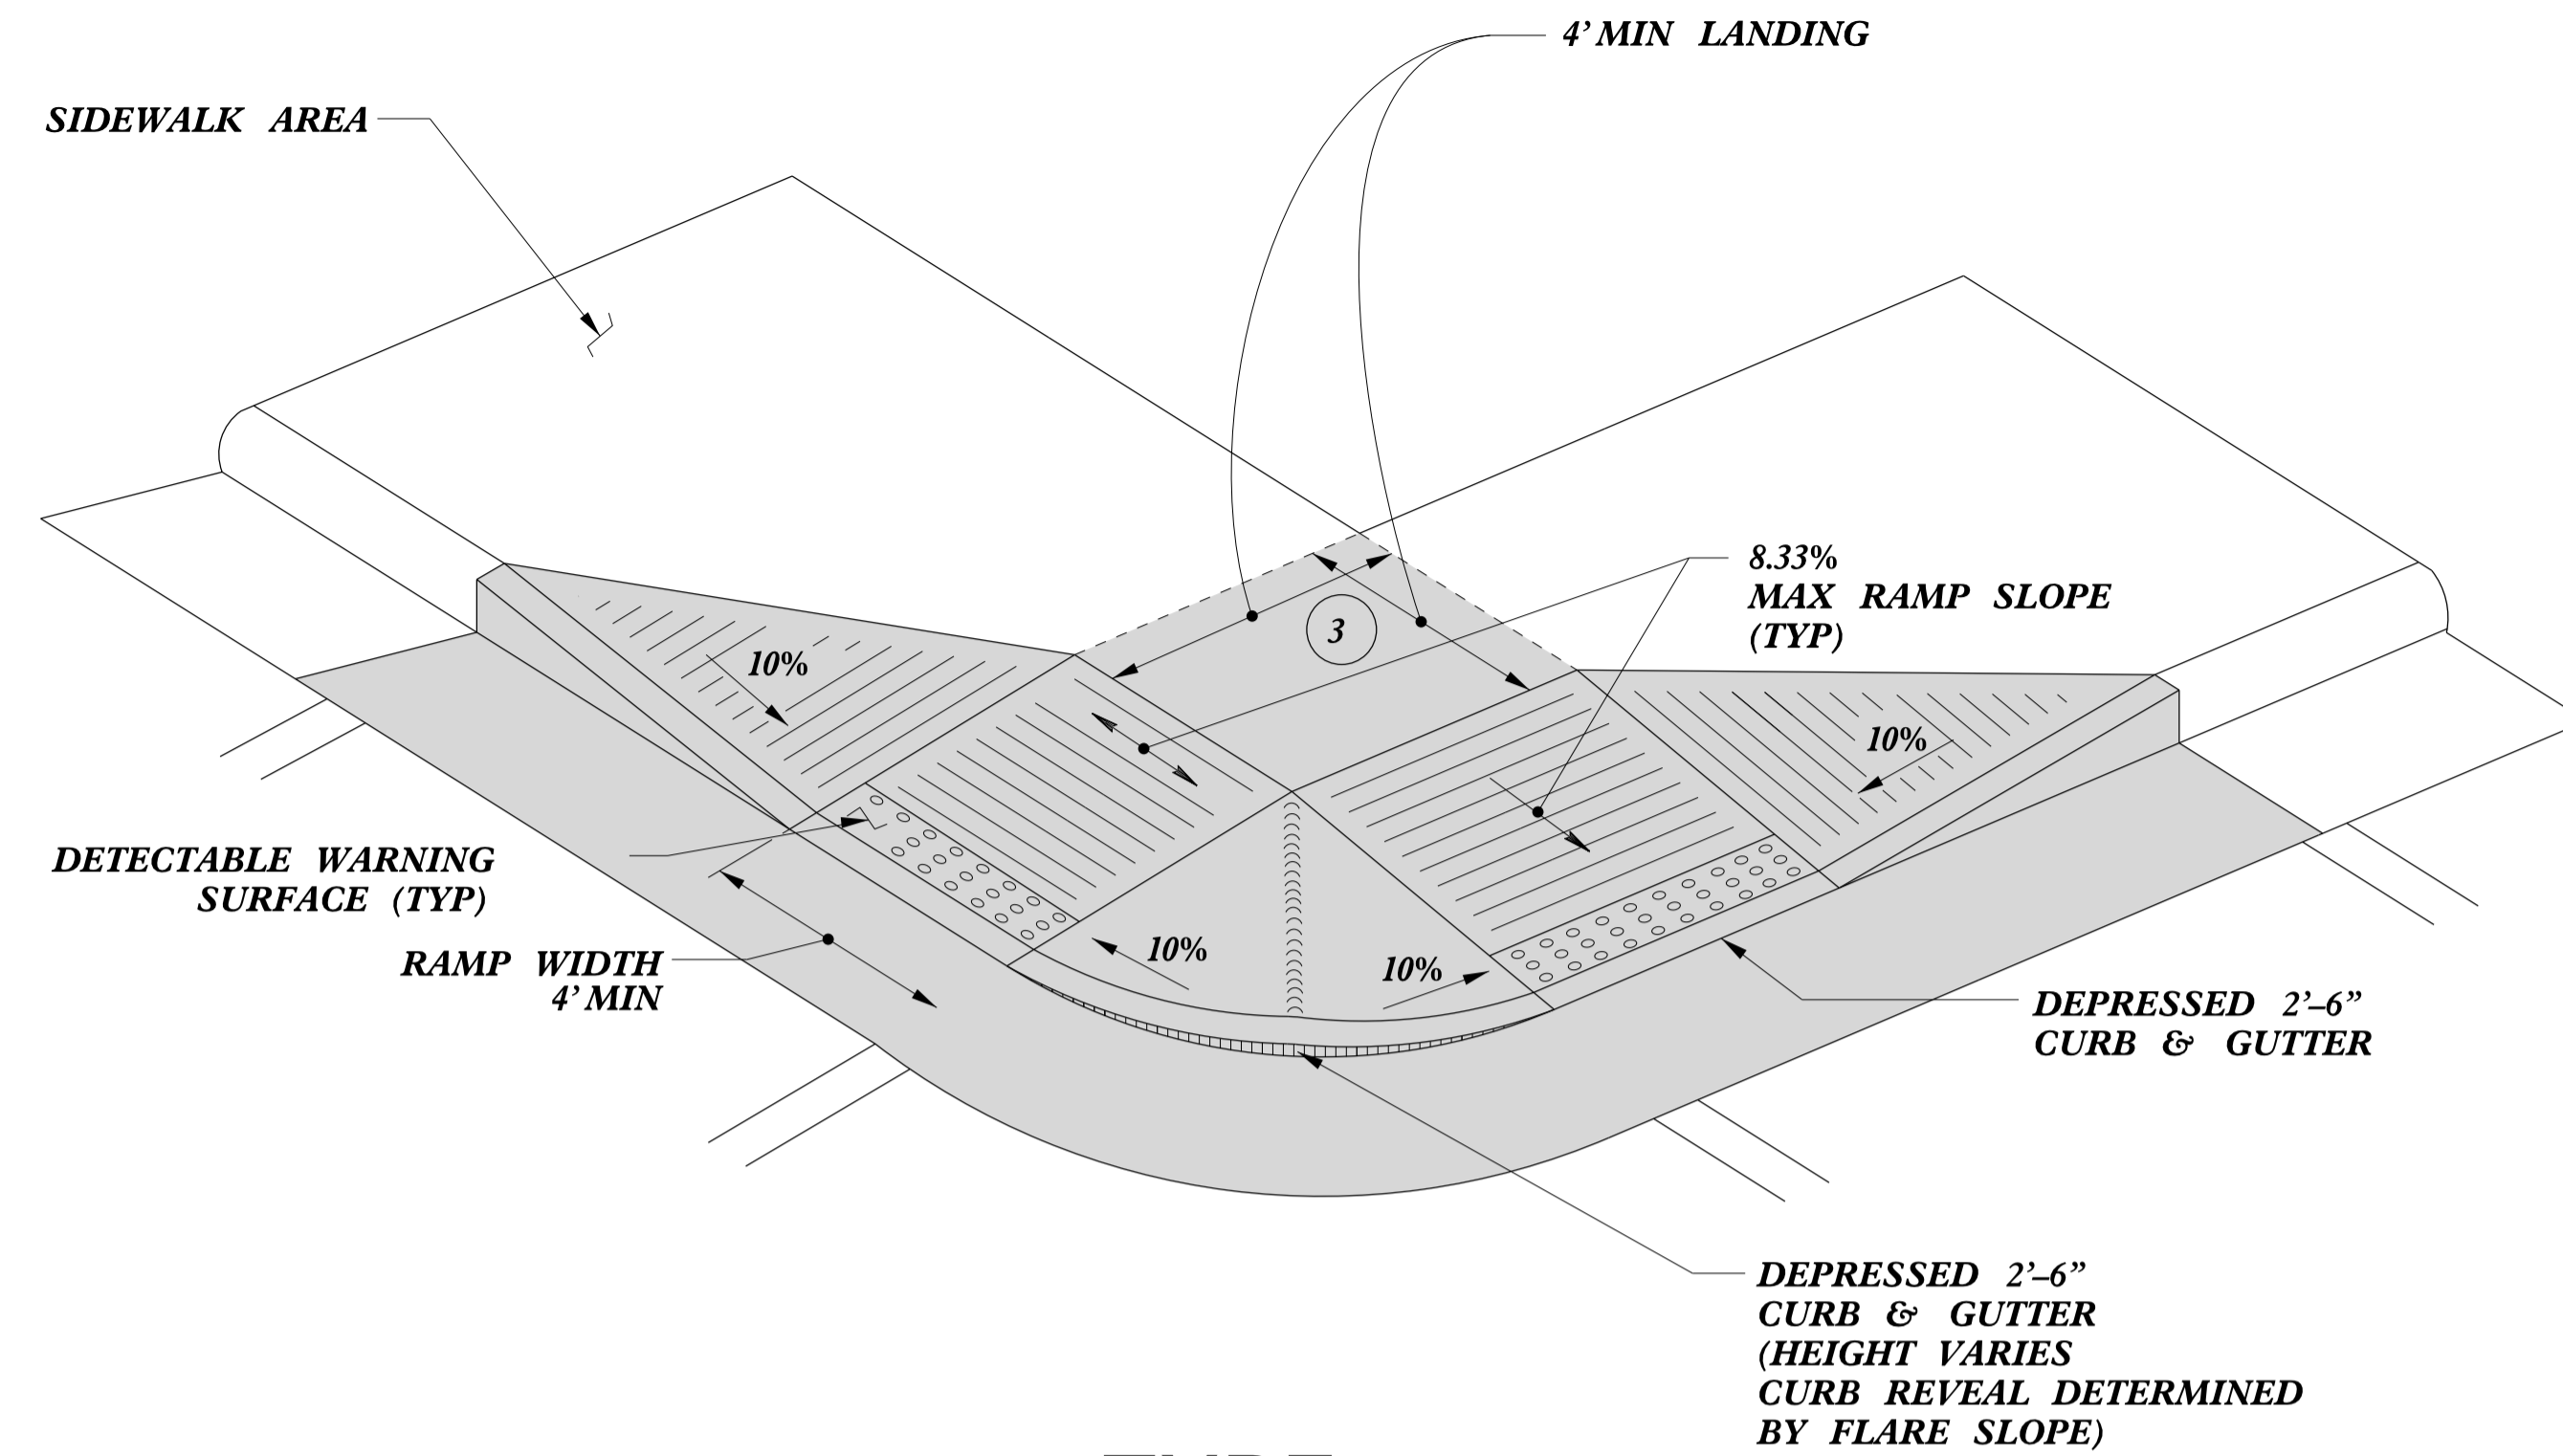 4' MIN LANDING
SIDEWALK AREA
8.33%
MAX RAMP SLOPE
(TYP)
3
10%
10%
DETECTABLE WARNING
SURFACE (TYP)
RAMP WIDTH
4' MIN
10%
10%
DEPRESSED 2'–6”
CURB & GUTTER
DEPRESSED 2'–6”
CURB & GUTTER
(HEIGHT VARIES
CURB REVEAL DETERMINED
BY FLARE SLOPE)